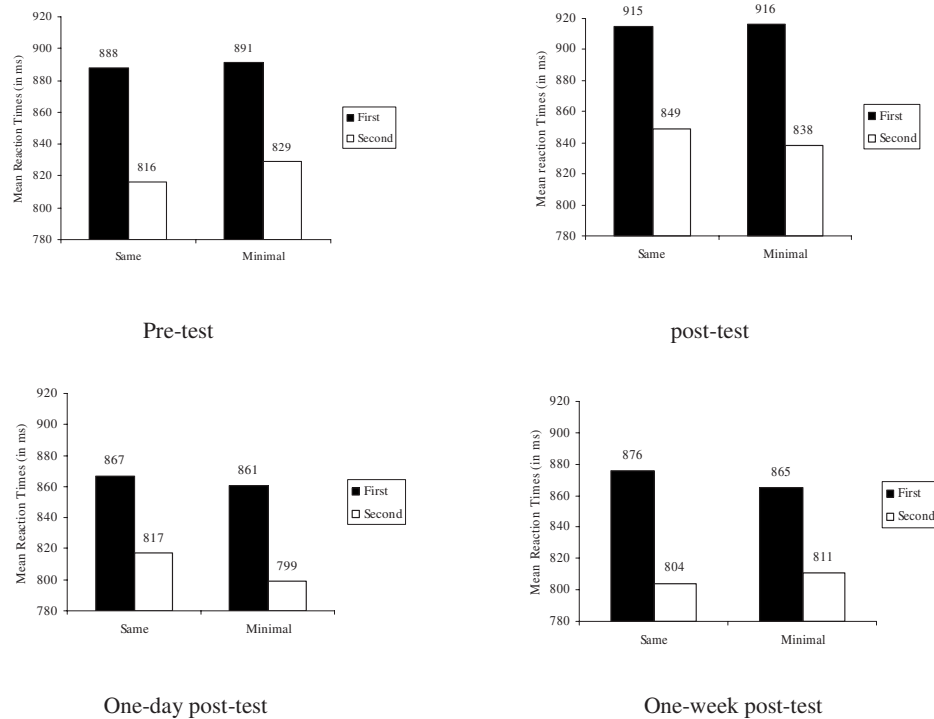 920
900
880
860
840
820
800
780
Mean Reaction Times (in ms)
888
816
891
829
Same
Minimal
First
Second
Pre-test
920
900
880
860
840
820
800
780
Mean reaction Times (in ms)
915
849
916
838
Same
Minimal
First
Second
post-test
920
900
880
860
840
820
800
780
Mean Reaction Times (in ms)
867
817
861
799
Same
Minimal
First
Second
One-day post-test
920
900
880
860
840
820
800
780
Mean Reaction Times (in ms)
876
804
865
811
Same
Minimal
First
Second
One-week post-test